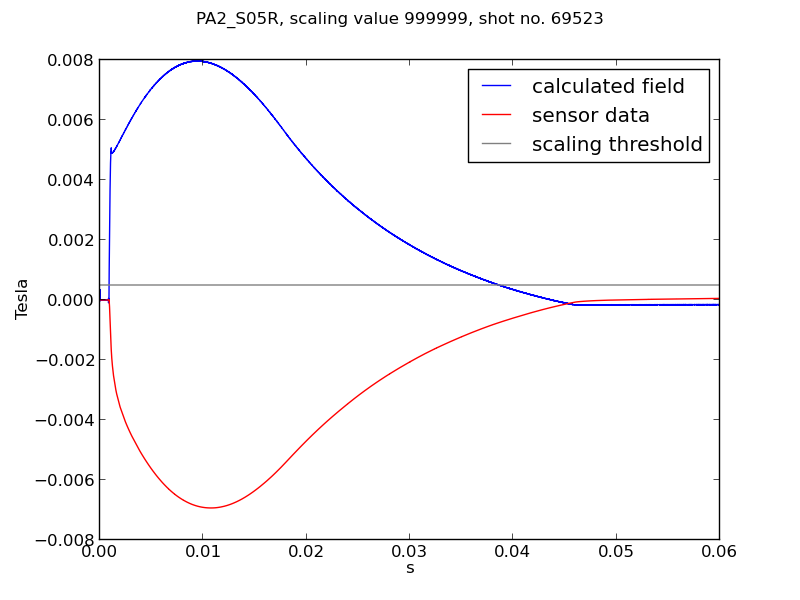 PA2_S05R, scaling value 999999, shot no. 69523
calculated field
sensor data
scaling threshold
0.008
0.006
0.004
0.002
0.000
−0.002
−0.004
−0.006
−0.008
Tesla
0.00 0.01 0.02 0.03 0.04 0.05 0.06
s